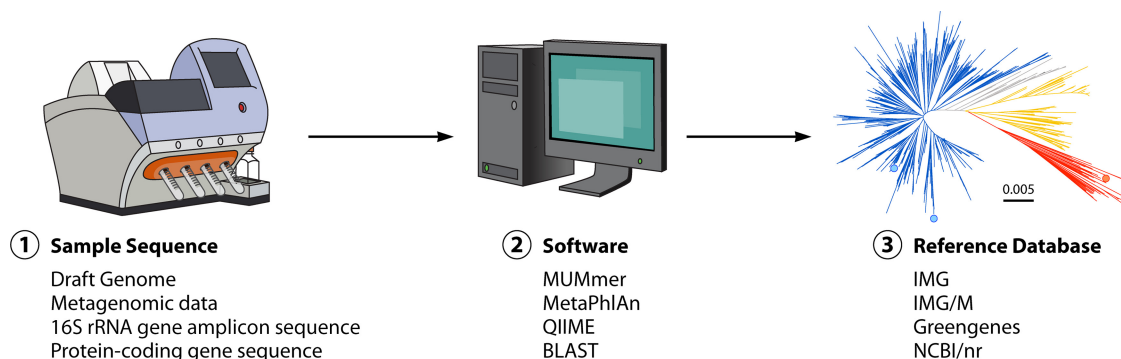 0.005
1 Sample Sequence
Draft Genome
Metagenomic data
16S rRNA gene amplicon sequence
Protein-coding gene sequence
2 Software
MUMmer
MetaPhlAn
QIIME
BLAST
3 Reference Database
IMG
IMG/M
Greengenes
NCBI/nr